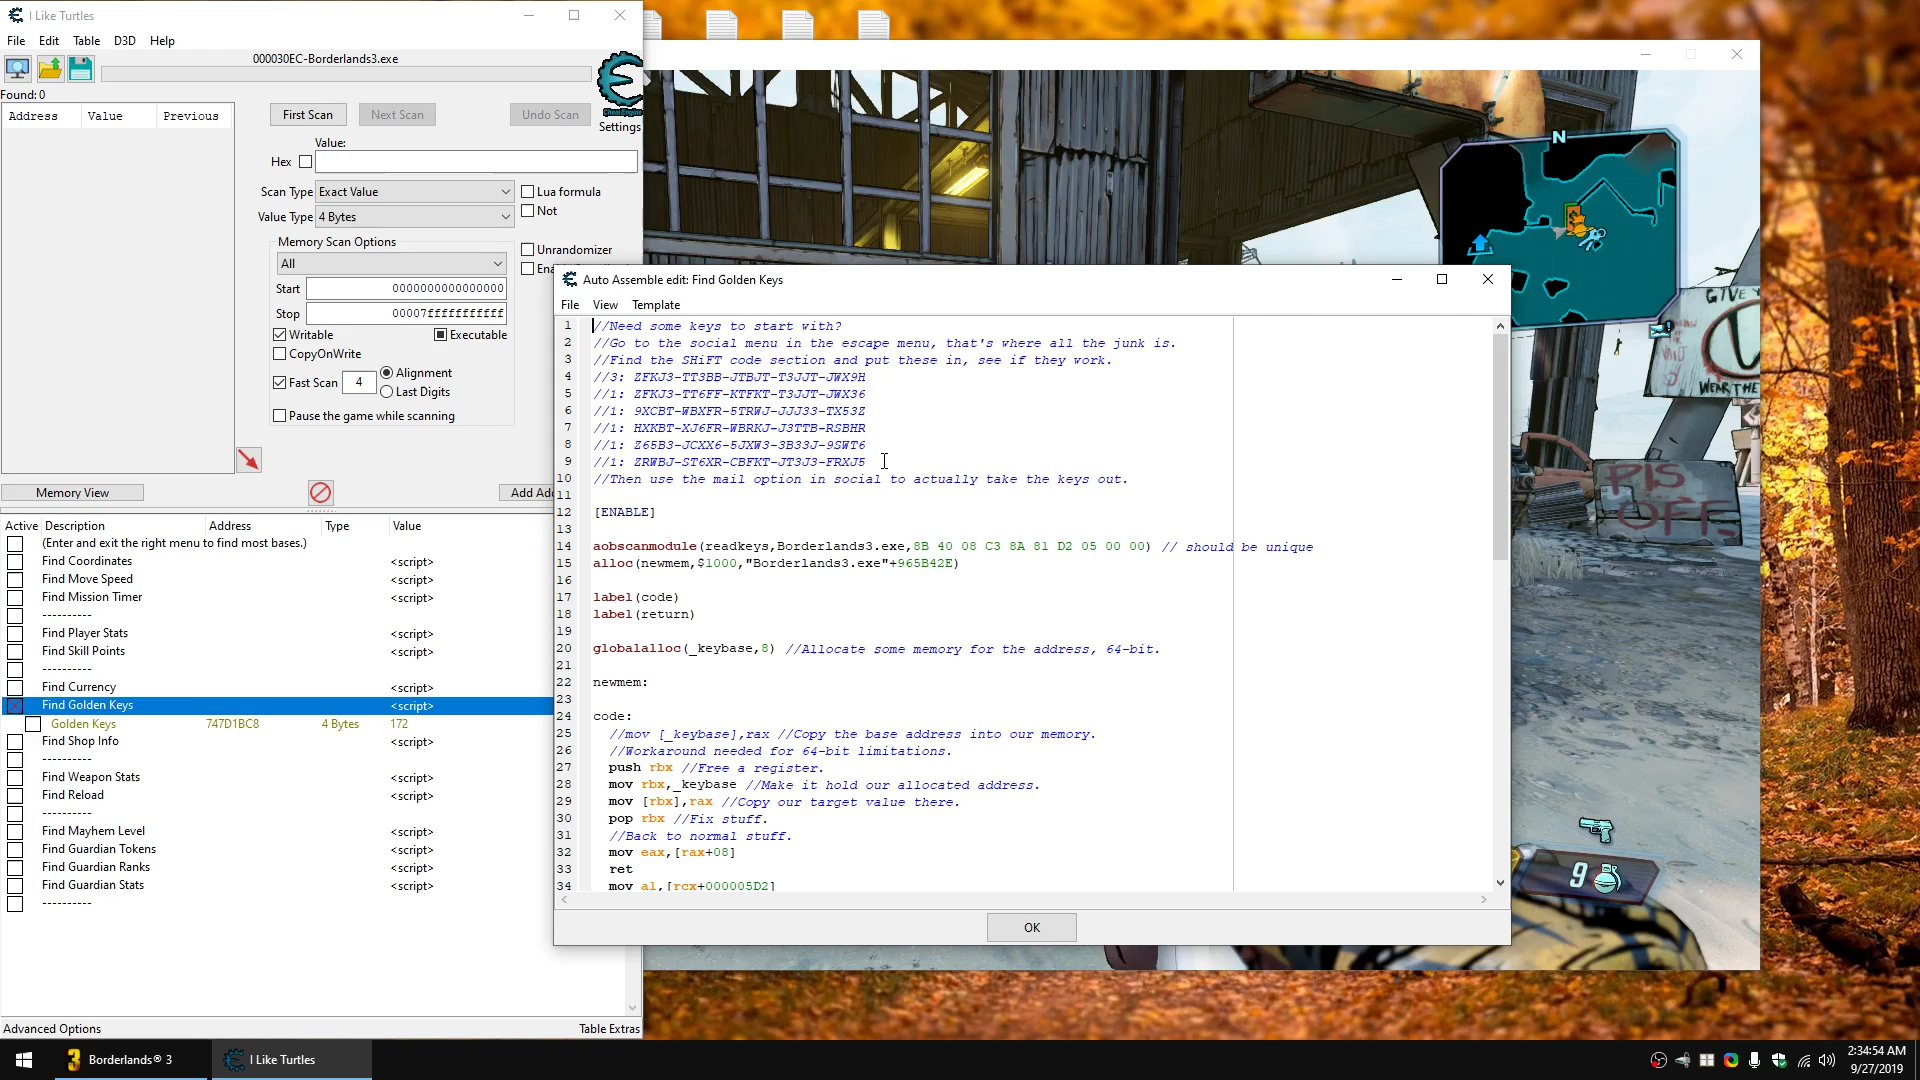 I Like Turtles
File Edit Table D3D Help
000030EC-Borderlands3.exe
Found: 0
Address Value Previous
First Scan Next Scan Undo Scan
Settings
Value:
Hex
Scan Type Exact Value Lua formula
Not
Value Type 4 Bytes
Memory Scan Options
All
Unrandomizer
Start 0000000000000000
Stop 00007fffffffffff
Writable Executable
CopyOnWrite
Fast Scan 4 Alignment
Last Digits
Pause the game while scanning
Memory View
Active Description Address Type Value
(Enter and exit the right menu to find most bases.)
Find Coordinates <script>
Find Move Speed <script>
Find Mission Timer <script>
----------
Find Player Stats <script>
Find Skill Points <script>
----------
Find Currency <script>
Find Golden Keys <script>
Golden Keys 747D1BC8 4 Bytes 172
Find Shop Info <script>
----------
Find Weapon Stats <script>
Find Reload <script>
----------
Find Mayhem Level <script>
Find Guardian Tokens <script>
Find Guardian Ranks <script>
Find Guardian Stats <script>
----------
Advanced Options Table Extras
Auto Assemble edit: Find Golden Keys
File View Template
1 //Need some keys to start with?
2 //Go to the social menu in the escape menu, that's where all the junk is.
3 //Find the SHiFT code section and put these in, see if they work.
4 //3: ZFKJ3-TT3BB-JTBJT-T3JJT-JWX9H
5 //1: ZFKJ3-TT6FF-KTFKT-T3JJT-JWX36
6 //1: 9XCBT-WBXFR-5TRWJ-JJJ33-TX53Z
7 //1: HXKBT-XJ6FR-WBRKJ-J3TTB-RSBHR
8 //1: Z65B3-JCXX6-5JXW3-3B33J-9SWT6
9 //1: ZRWBJ-ST6XR-CBFKT-JT3J3-FRXJ5
10 //Then use the mail option in social to actually take the keys out.
11
12 [ENABLE]
13
14 aobscanmodule(readkeys,Borderlands3.exe,8B 40 08 C3 8A 81 D2 05 00 00) // should be unique
15 alloc(newmem,$1000,"Borderlands3.exe"+965B42E)
16
17 label(code)
18 label(return)
19
20 globalalloc(_keybase,8) //Allocate some memory for the address, 64-bit.
21
22 newmem:
23
24 code:
25 //mov [_keybase],rax //Copy the base address into our memory.
26 //Workaround needed for 64-bit limitations.
27 push rbx //Free a register.
28 mov rbx,_keybase //Make it hold our allocated address.
29 mov [rbx],rax //Copy our target value there.
30 pop rbx //Fix stuff.
31 //Back to normal stuff.
32 mov eax,[rax+08]
33 ret
34 mov al,[rcx+000005D2]
OK
N
GIVE
WEAR THE
PIS
OFF
9
Borderlands® 3
I Like Turtles
2:34:54 AM
9/27/2019